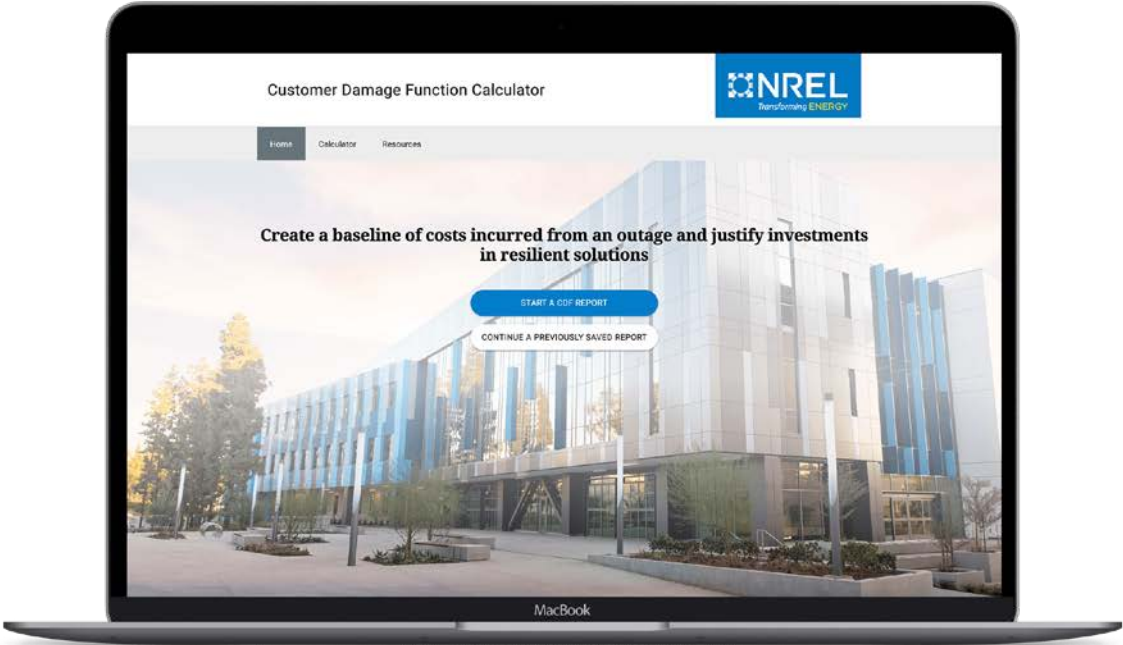 Customer Damage Function Calculator
NREL
Transforming ENERGY
Home
Calculator
Resources
Create a baseline of costs incurred from an outage and justify investments
in resilient solutions
START A CDF REPORT
CONTINUE A PREVIOUSLY SAVED REPORT
MacBook